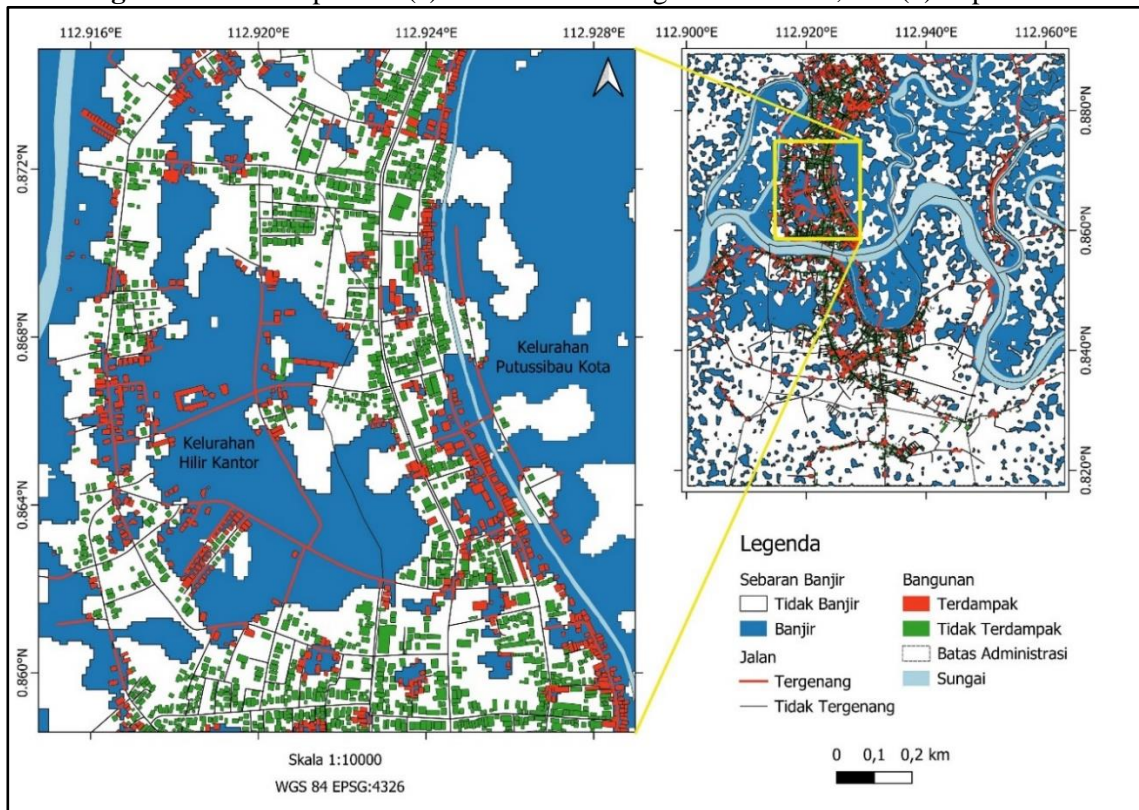 112.916°E 112.920°E 112.924°E 112.928°E
112.900°E 112.920°E 112.940°E 112.960°E
0.872°N
0.868°N
0.864°N
0.860°N
0.880°N
0.860°N
0.840°N
0.820°N
Kelurahan
Putussibau Kota
Kelurahan
Hilir Kantor
Skala 1:10000
WGS 84 EPSG:4326
Legenda
Sebaran Banjir
Tidak Banjir
Banjir
Jalan
Tergenang
Tidak Tergenang
Bangunan
Terdampak
Tidak Terdampak
Batas Administrasi
Sungai
0 0,1 0,2 km